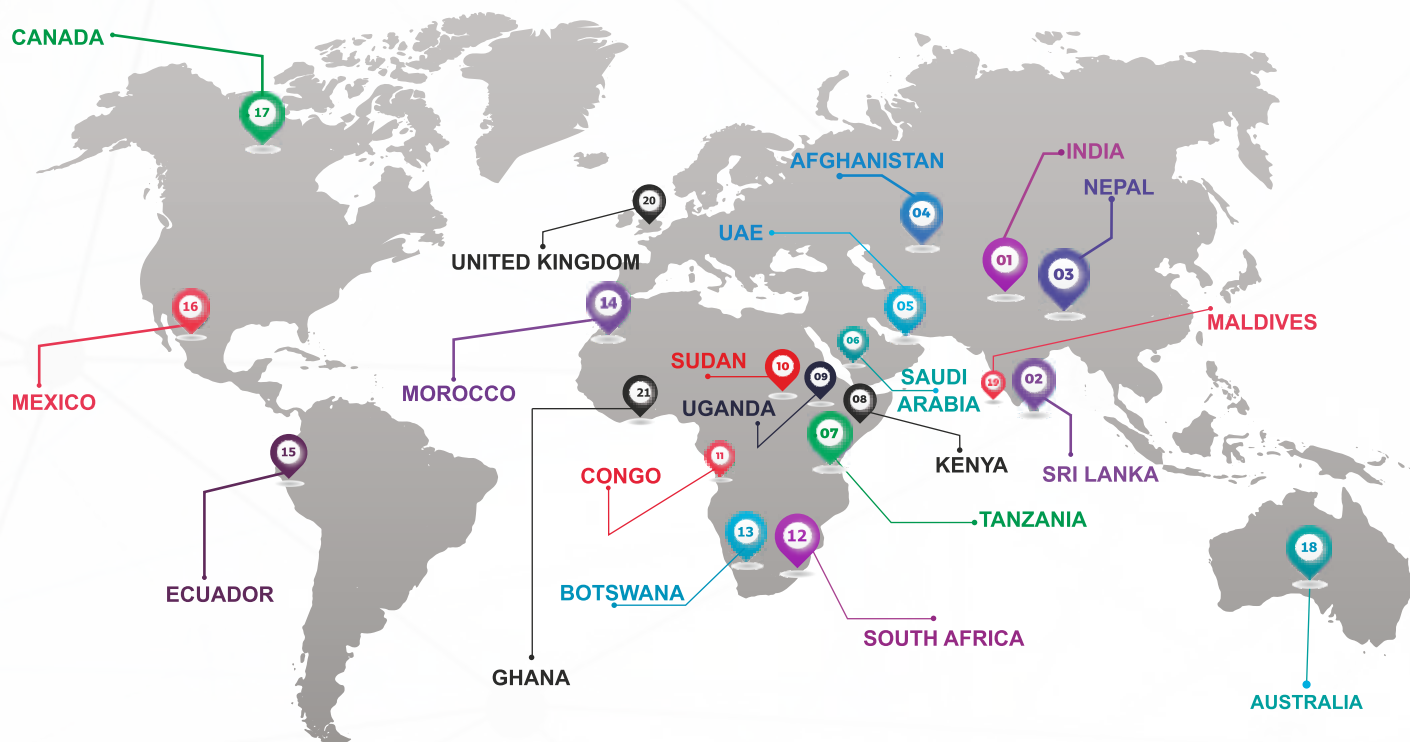 CANADA
17
AFGHANISTAN
INDIA
NEPAL
20
04
UAE
UNITED KINGDOM
01
03
14
16
05
MALDIVES
06
SUDAN
10
09
SAUDI
ARABIA
19
02
MOROCCO
MEXICO
21
UGANDA
08
07
15
11
CONGO
KENYA
SRI LANKA
TANZANIA
13
12
18
ECUADOR
BOTSWANA
SOUTH AFRICA
GHANA
AUSTRALIA